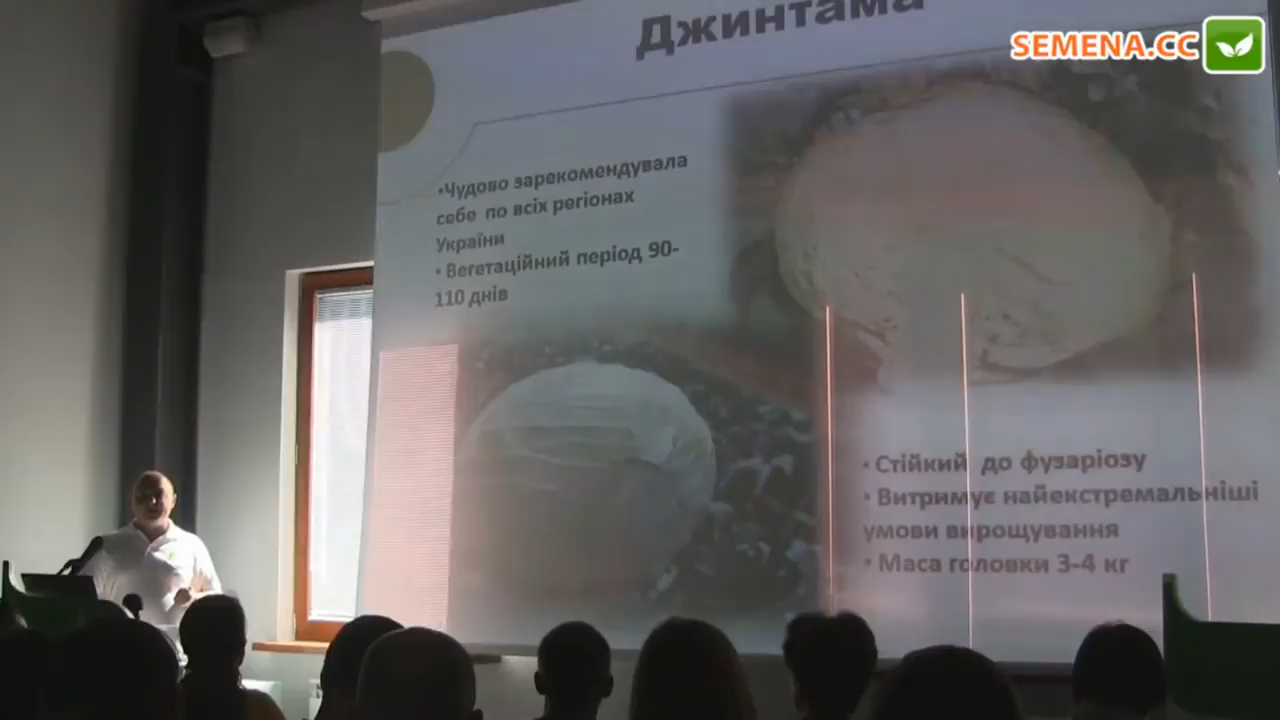 Джинтама
SEMENA.CC
•Чудово зарекомендувала
себе по всіх регіонах
України
• Вегетаційний період 90-
110 днів
• Стійкий до фузаріозу
• Витримує найекстремальніші
умови вирощування
• Маса головки 3-4 кг